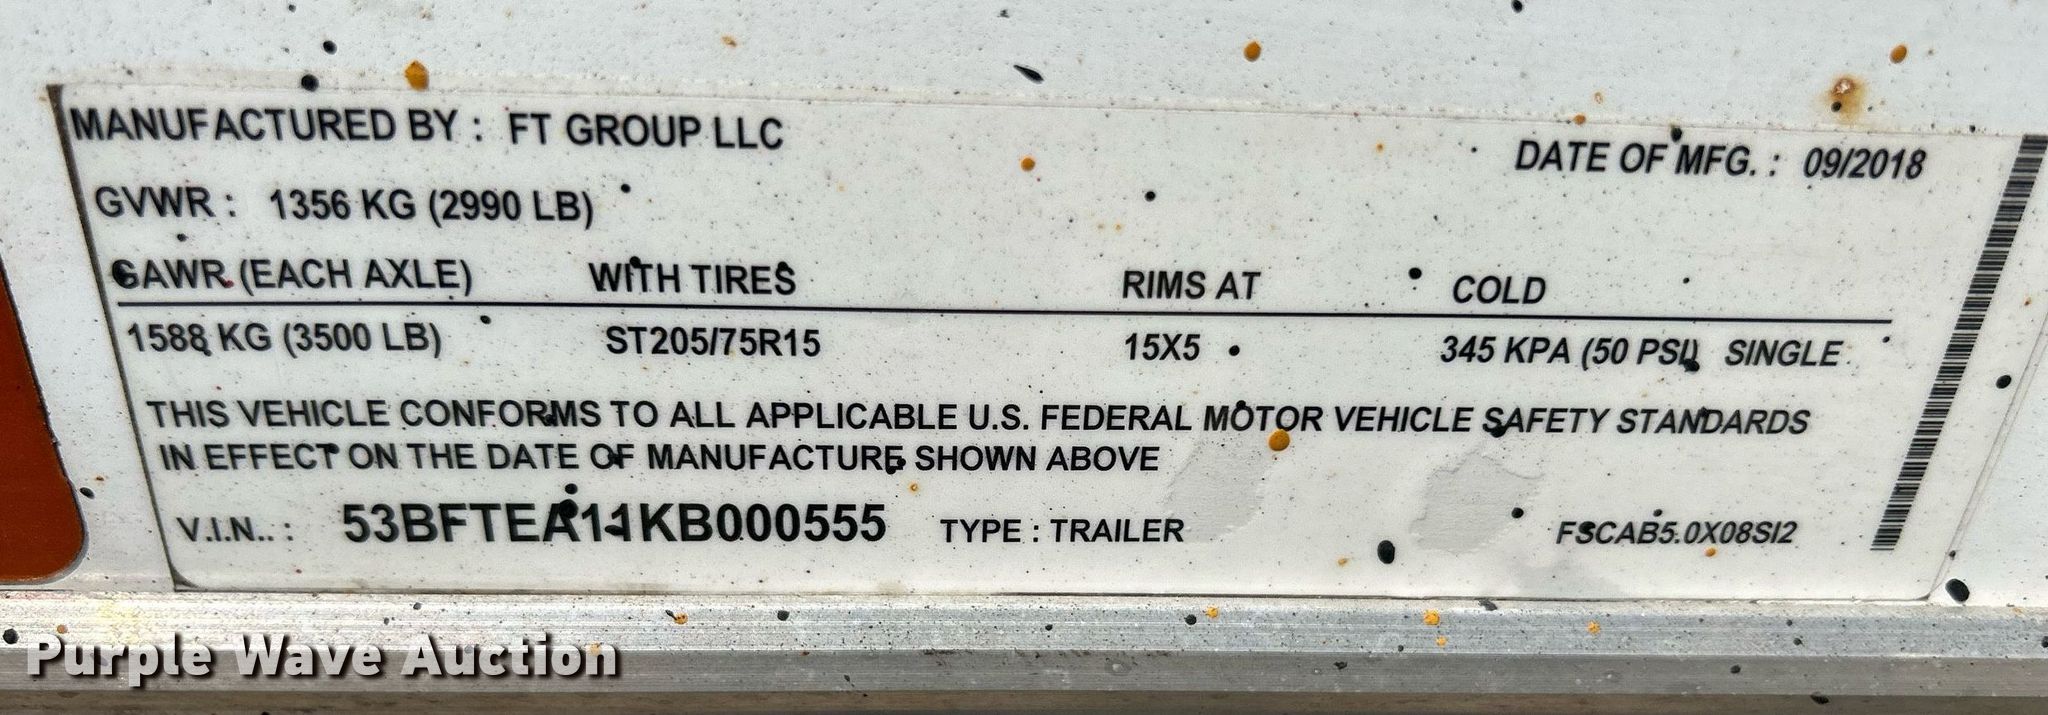 MANUFACTURED BY : FT GROUP LLC DATE OF MFG. : 09/2018
GVWR : 1356 KG (2990 LB)
GAWR (EACH AXLE) WITH TIRES RIMS AT COLD
1588 KG (3500 LB) ST205/75R15 15X5 345 KPA (50 PSI) SINGLE
THIS VEHICLE CONFORMS TO ALL APPLICABLE U.S. FEDERAL MOTOR VEHICLE SAFETY STANDARDS
IN EFFECT ON THE DATE OF MANUFACTURE SHOWN ABOVE
V.I.N.. : 53BFTEA11KB000555 TYPE : TRAILER FSCAB5.0X08SI2
Purple Wave Auction